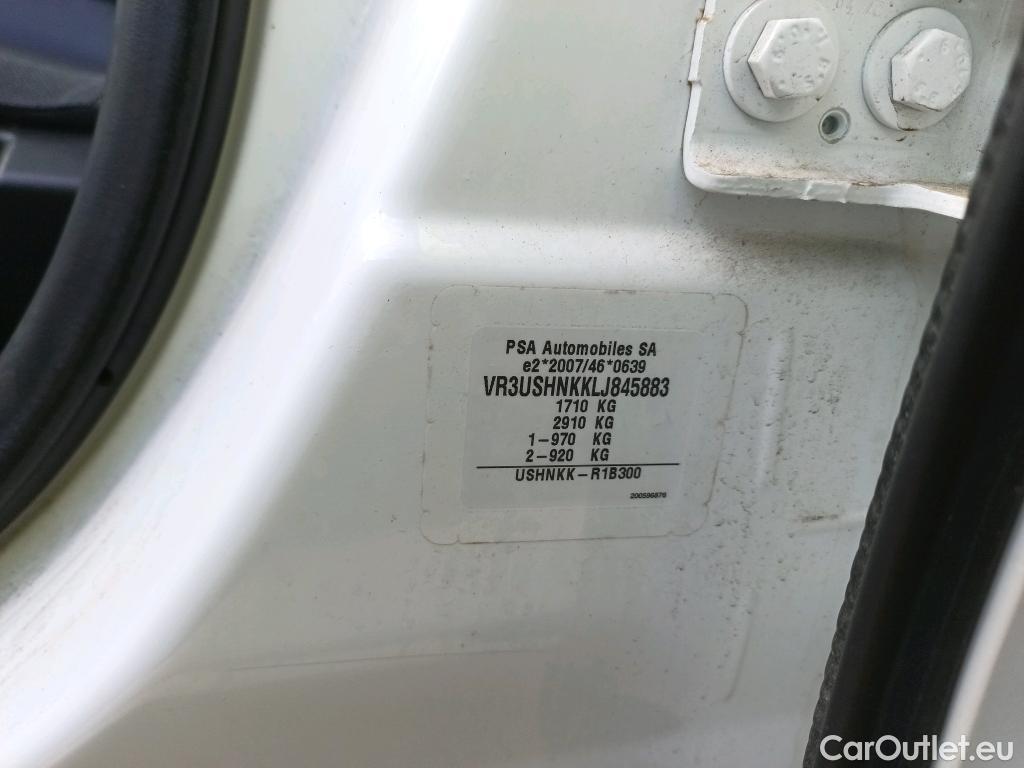 PSA Automobiles SA
e2*2007/46*0639
VR3USHNKKLJ845883
1710 KG
2910 KG
1-970 KG
2-920 KG
USHNKK-R1B300
200596876
CarOutlet.eu